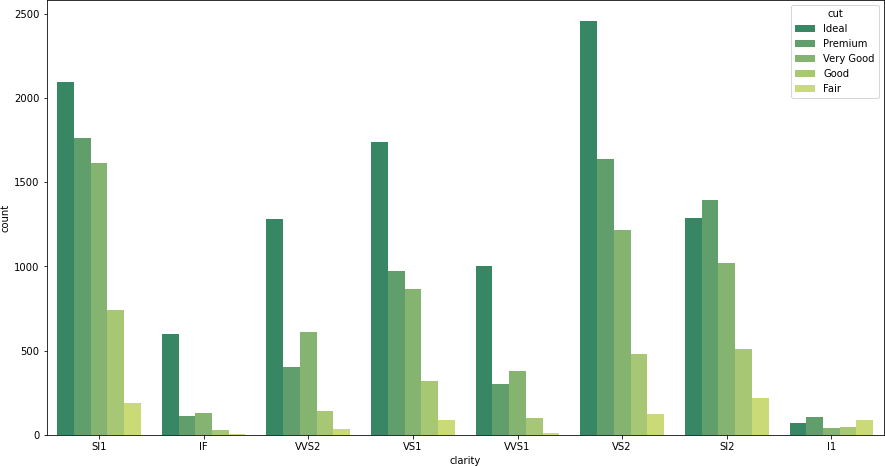 2500
2000
1500
1000
500
0
count
SI1 IF VVS2 VS1 VVS1 VS2 SI2 I1
clarity
cut
Ideal
Premium
Very Good
Good
Fair